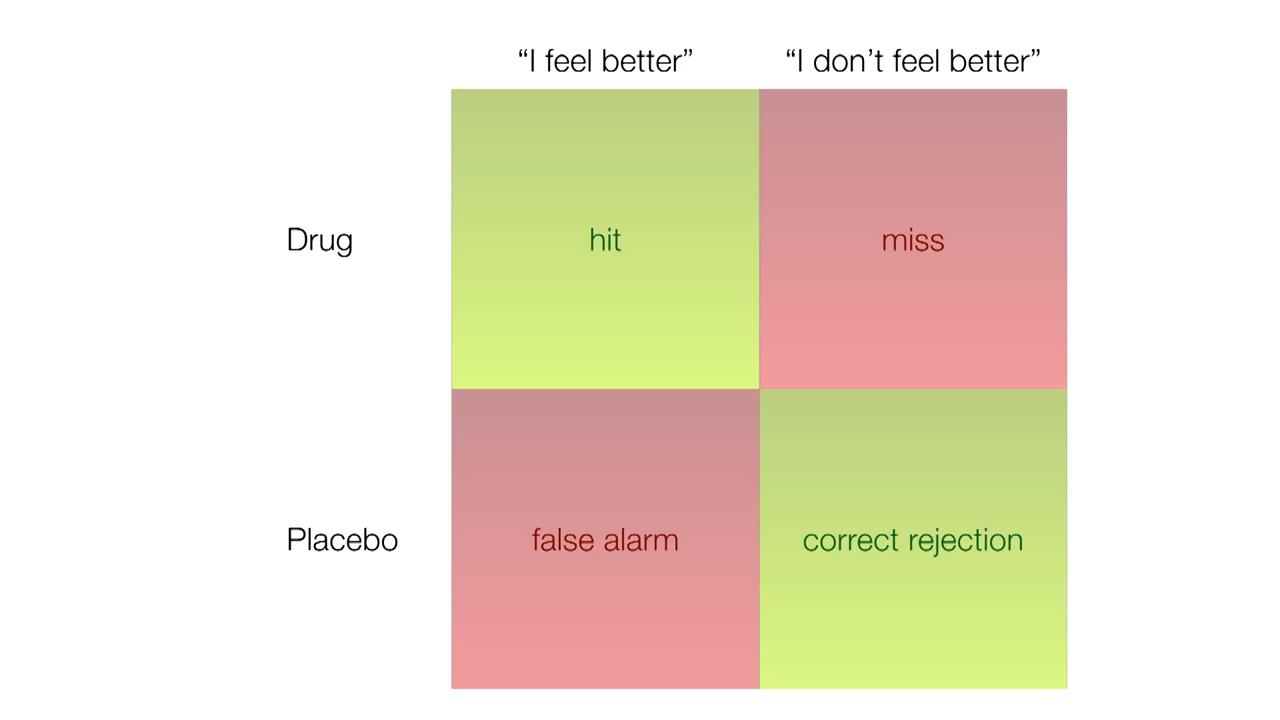 “I feel better”
“I don’t feel better”
Drug
hit
miss
Placebo
false alarm
correct rejection